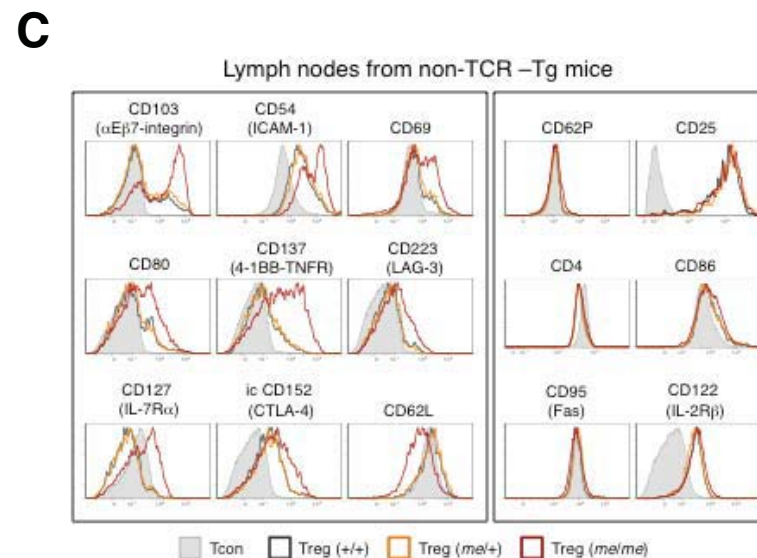 C
Lymph nodes from non-TCR –Tg mice
CD103
(αEβ7-integrin)
CD54
(ICAM-1)
CD69
CD62P
CD25
CD80
CD137
(4-1BB-TNFR)
CD223
(LAG-3)
CD4
CD86
CD127
(IL-7Rα)
ic CD152
(CTLA-4)
CD62L
CD95
(Fas)
CD122
(IL-2Rβ)
Tcon
Treg (+/+)
Treg (me/+)
Treg (me/me)